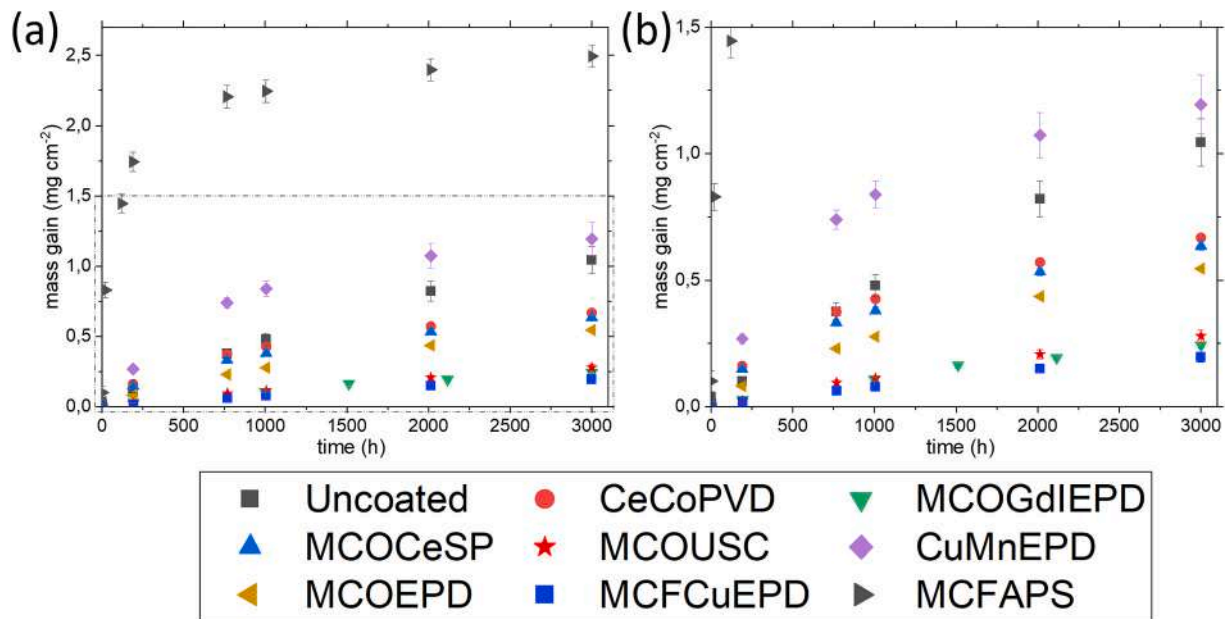 (a)
2,5
2,0
1,5
1,0
0,5
0,0
mass gain (mg cm-2)
0 500 1000 1500 2000 2500 3000
time (h)
(b)
1,5
1,0
0,5
0,0
mass gain (mg cm-2)
0 500 1000 1500 2000 2500 3000
time (h)
Uncoated CeCoPVD MCOGdIEPD
MCOCeSP MCOUSC CuMnEPD
MCOEPD MCFCuEPD MCFAPS